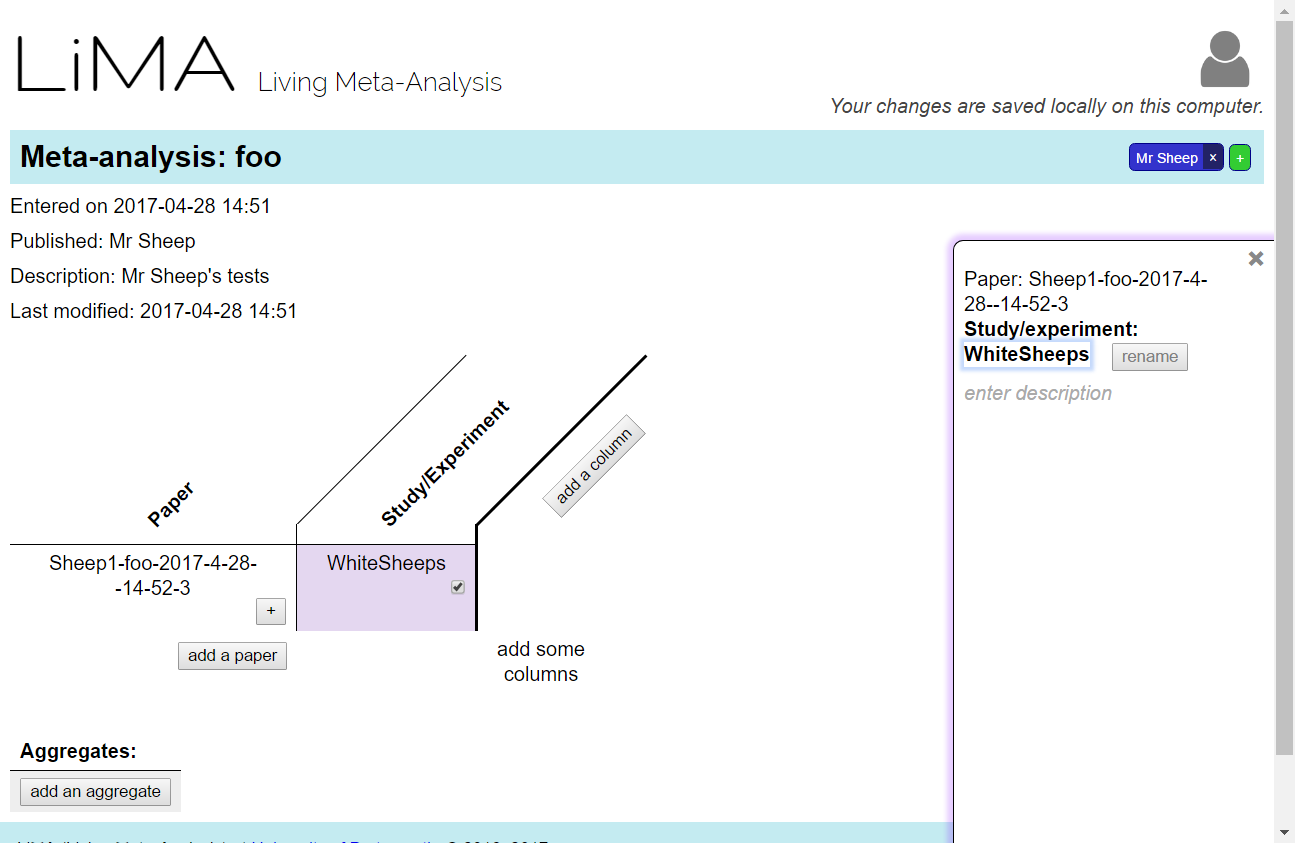 LiMA Living Meta-Analysis
Your changes are saved locally on this computer.
Meta-analysis: foo
Mr Sheep × +
Entered on 2017-04-28 14:51
Published: Mr Sheep
Description: Mr Sheep's tests
Last modified: 2017-04-28 14:51
Paper
Study/Experiment
add a column
Sheep1-foo-2017-4-28-
-14-52-3
+
WhiteSheeps
add a paper
add some
columns
Aggregates:
add an aggregate
Paper: Sheep1-foo-2017-4-
28--14-52-3
Study/experiment:
WhiteSheeps rename
enter description